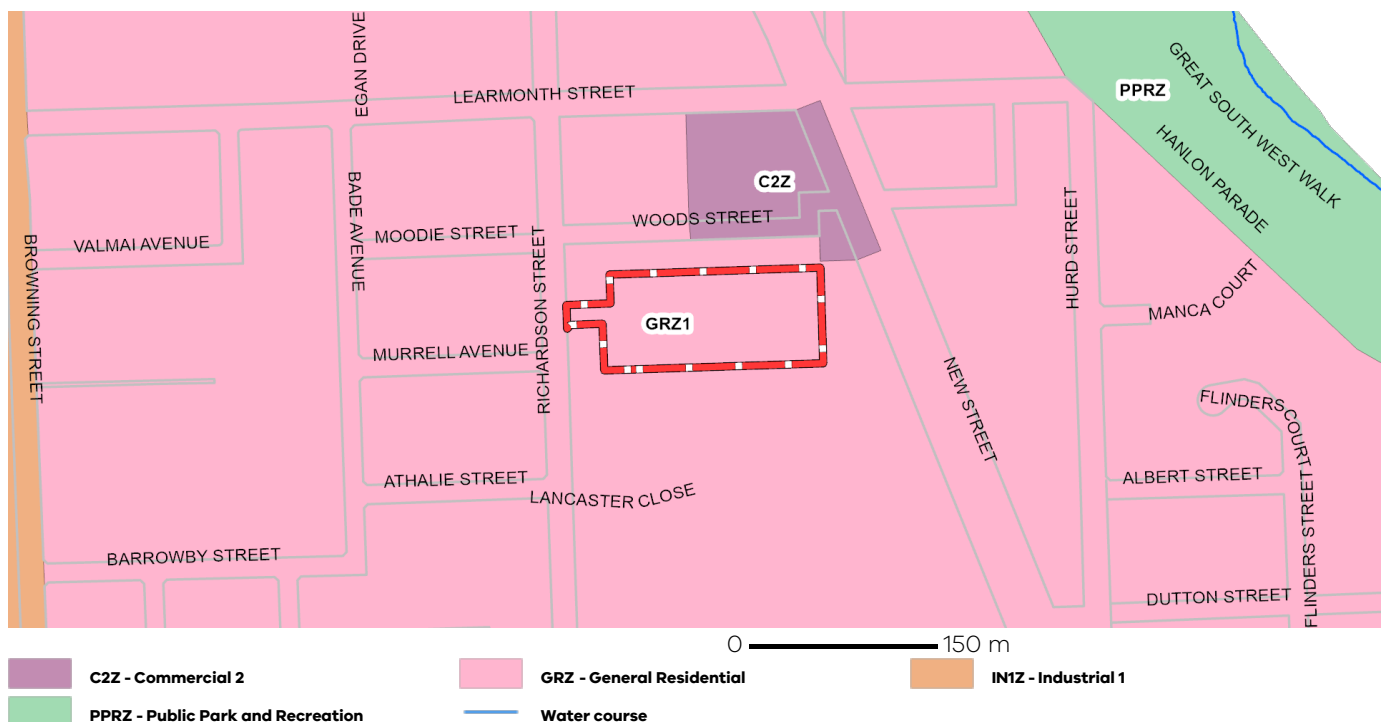 EGAN DRIVE
LEARMONTH STREET
PPRZ
GREAT SOUTH WEST WALK
HANLON PARADE
C2Z
WOODS STREET
MOODIE STREET
VALMAI AVENUE
BADE AVENUE
BROWNING STREET
RICHARDSON STREET
HURD STREET
MANCA COURT
GRZ1
MURRELL AVENUE
NEW STREET
FLINDERS COURT
ATHALIE STREET
LANCASTER CLOSE
ALBERT STREET
BARROWBY STREET
FLINDERS STREET
DUTTON STREET
0 150 m
C2Z - Commercial 2
GRZ - General Residential
IN1Z - Industrial 1
PPRZ - Public Park and Recreation
Water course